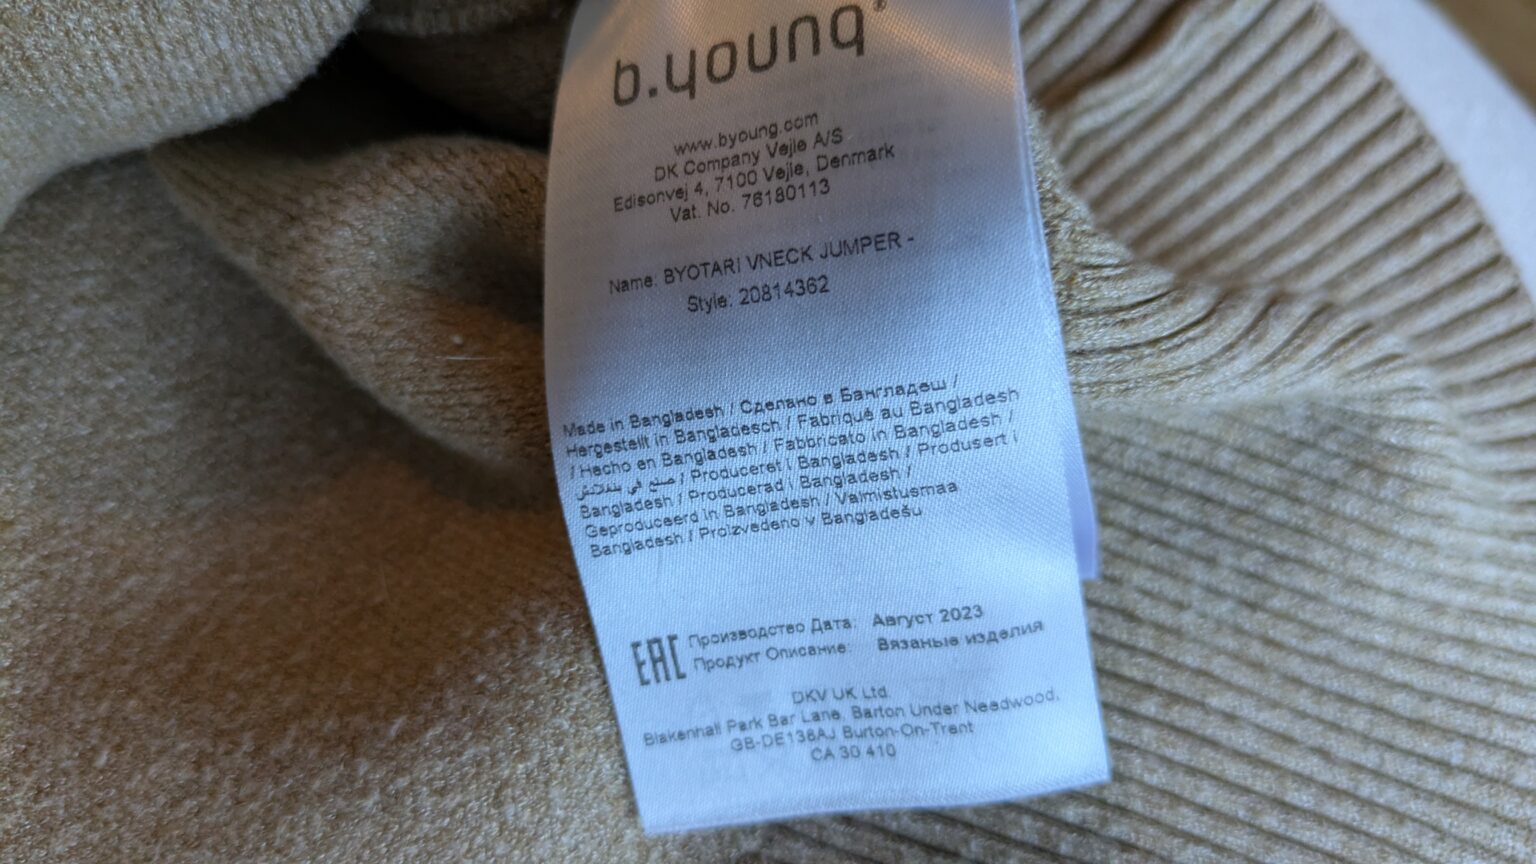 b.young
www.byoung.com
DK Company Vejle A/S
Edisonvej 4, 7100 Vejle, Denmark
Vat. No. 76180113
Name: BYOTARI VNECK JUMPER -
Style: 20814362
Made in Bangladesh / Сделано в Бангладеш /
Hergestellt in Bangladesch / Fabriqué au Bangladesh
/ Hecho en Bangladesh / Fabbricato in Bangladesh /
صنع في / Produceret i Bangladesh / Produsert i
Bangladesh / Producerad i Bangladesh /
Geproduceerd in Bangladesh / Valmistusmaa
Bangladesh / Proizvedeno v Bangladešu
EAC Производство Дата: Август 2023
Продукт Описание: Вязаные изделия
DKV UK Ltd.
Blakenhall Park Bar Lane, Barton Under Needwood,
GB-DE138AJ Burton-On-Trent
CA 30 410